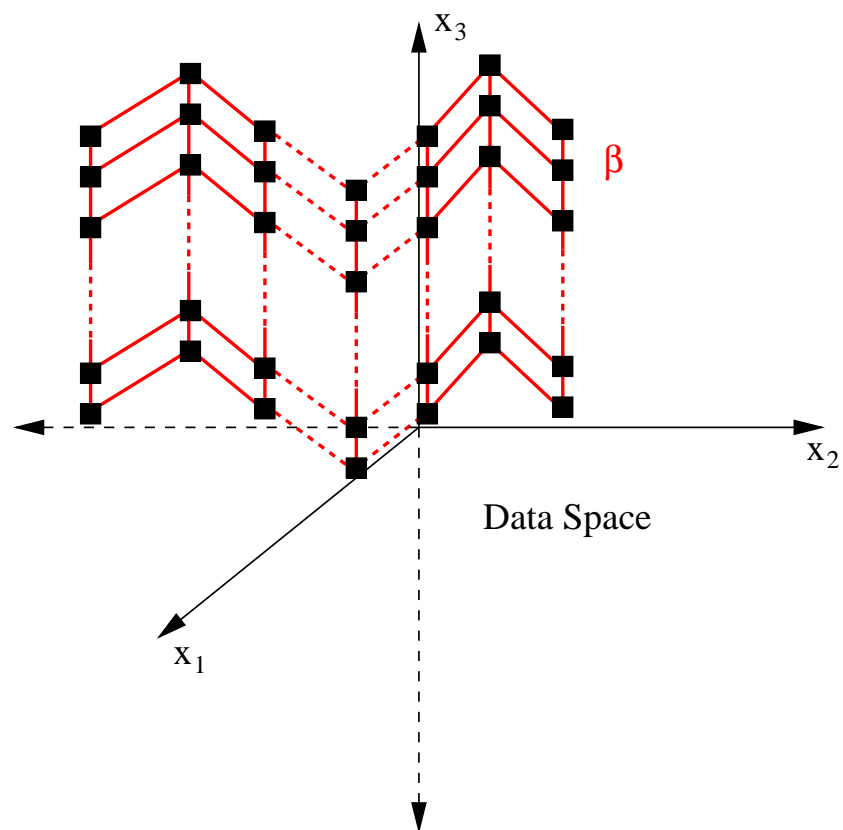 x₃
β
x₂
Data Space
x₁